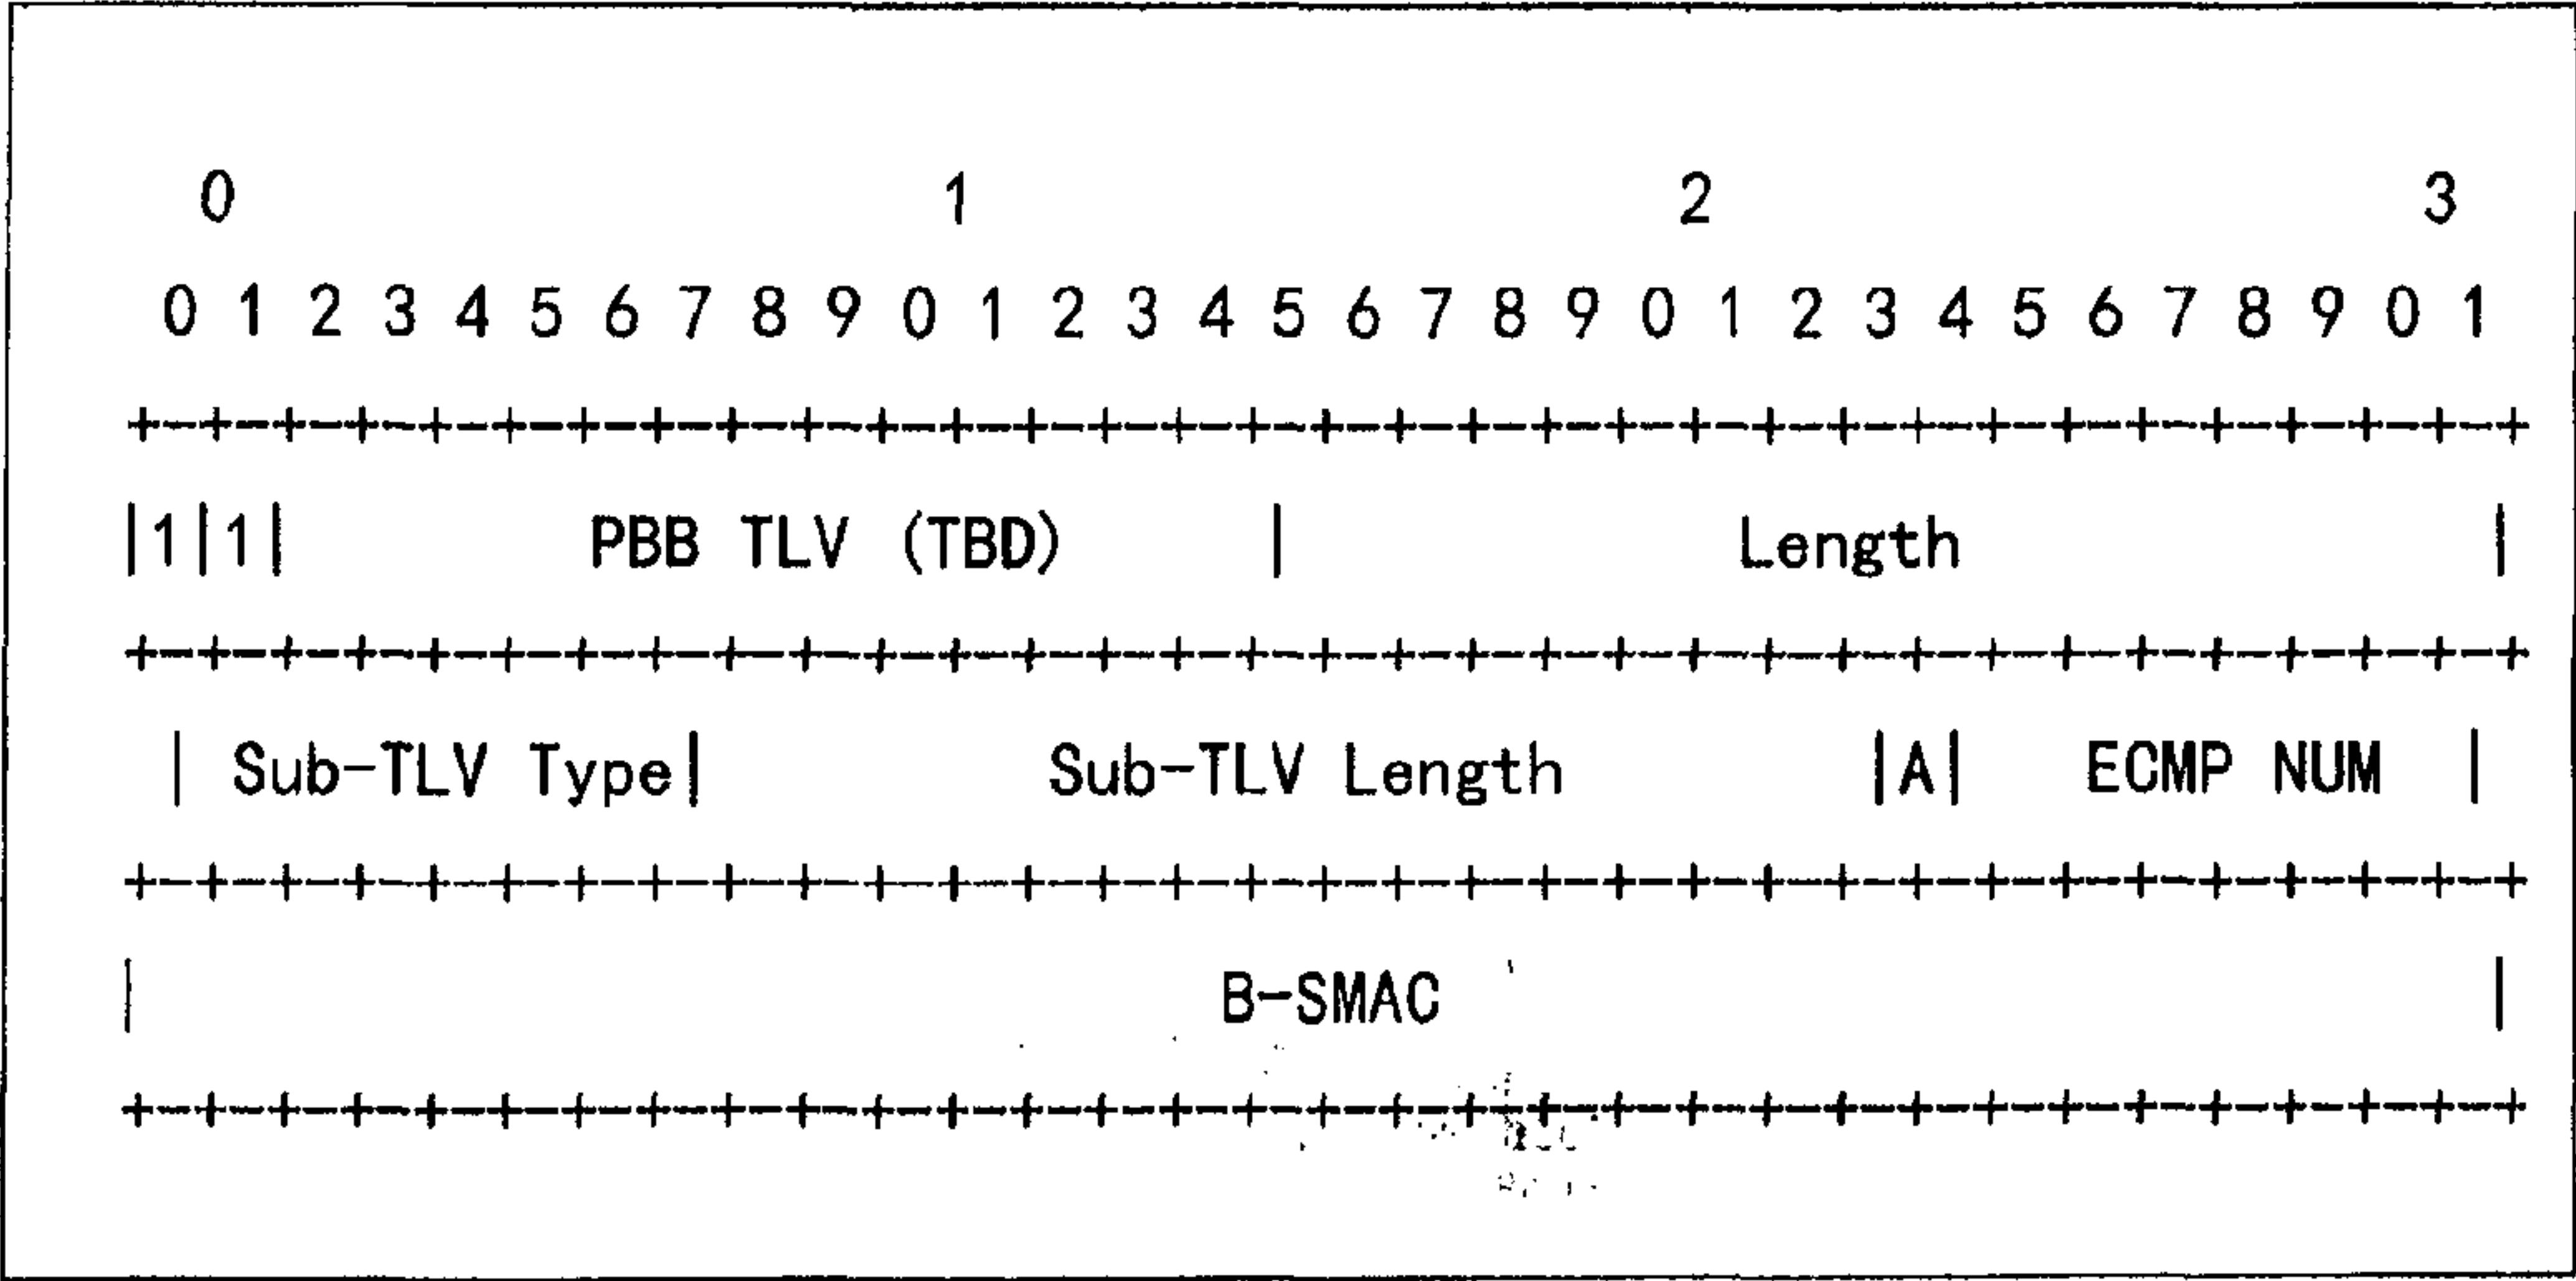 0 1 2 3
0 1 2 3 4 5 6 7 8 9 0 1 2 3 4 5 6 7 8 9 0 1 2 3 4 5 6 7 8 9 0 1
+-+-+-+-+-+-+-+-+-+-+-+-+-+-+-+-+-+-+-+-+-+-+-+-+-+-+-+-+-+-+-+-+
|1|1| PBB TLV (TBD) | Length |
+-+-+-+-+-+-+-+-+-+-+-+-+-+-+-+-+-+-+-+-+-+-+-+-+-+-+-+-+-+-+-+-+
| Sub-TLV Type| Sub-TLV Length |A| ECMP NUM |
+-+-+-+-+-+-+-+-+-+-+-+-+-+-+-+-+-+-+-+-+-+-+-+-+-+-+-+-+-+-+-+-+
| B-SMAC |
+-+-+-+-+-+-+-+-+-+-+-+-+-+-+-+-+-+-+-+-+-+-+-+-+-+-+-+-+-+-+-+-+